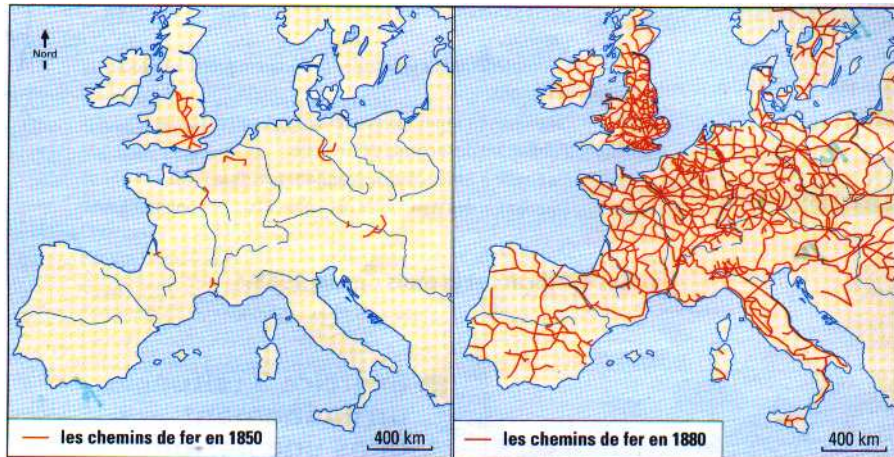 Nord
les chemins de fer en 1850
400 km
les chemins de fer en 1880
400 km